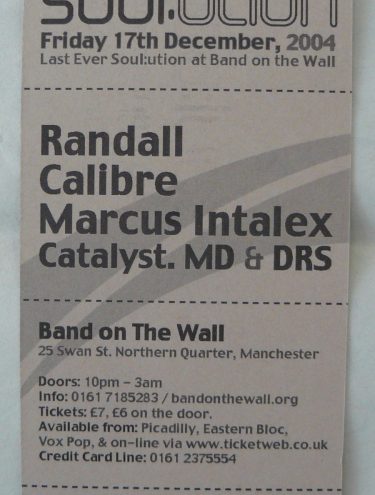 SOUL:UTION
Friday 17th December, 2004
Last Ever Soul:ution at Band on the Wall
Randall
Calibre
Marcus Intalex
Catalyst. MD & DRS
Band on The Wall
25 Swan St. Northern Quarter, Manchester
Doors: 10pm – 3am
Info: 0161 7185283 / bandonthewall.org
Tickets: £7, £6 on the door.
Available from: Picadilly, Eastern Bloc,
Vox Pop, & on-line via www.ticketweb.co.uk
Credit Card Line: 0161 2375554